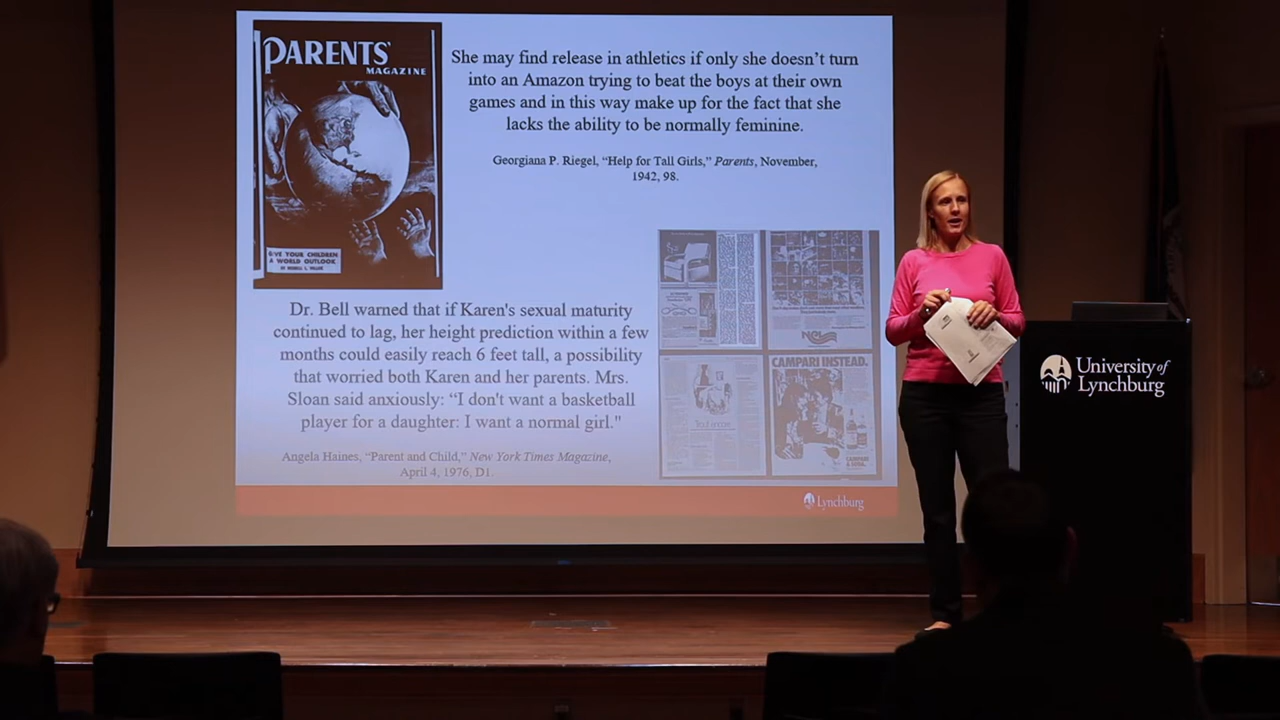 PARENTS'
MAGAZINE
GIVE YOUR CHILDREN
A WORLD OUTLOOK
She may find release in athletics if only she doesn't turn
into an Amazon trying to beat the boys at their own
games and in this way make up for the fact that she
lacks the ability to be normally feminine.
Georgiana P. Riegel, "Help for Tall Girls," Parents, November,
1942, 98.
Dr. Bell warned that if Karen's sexual maturity
continued to lag, her height prediction within a few
months could easily reach 6 feet tall, a possibility
that worried both Karen and her parents. Mrs.
Sloan said anxiously: "I don't want a basketball
player for a daughter: I want a normal girl."
Angela Haines, "Parent and Child," New York Times Magazine,
April 4, 1976, D1.
CAMPARI INSTEAD.
CAMPARI
& SODA.
Lynchburg
University of
Lynchburg